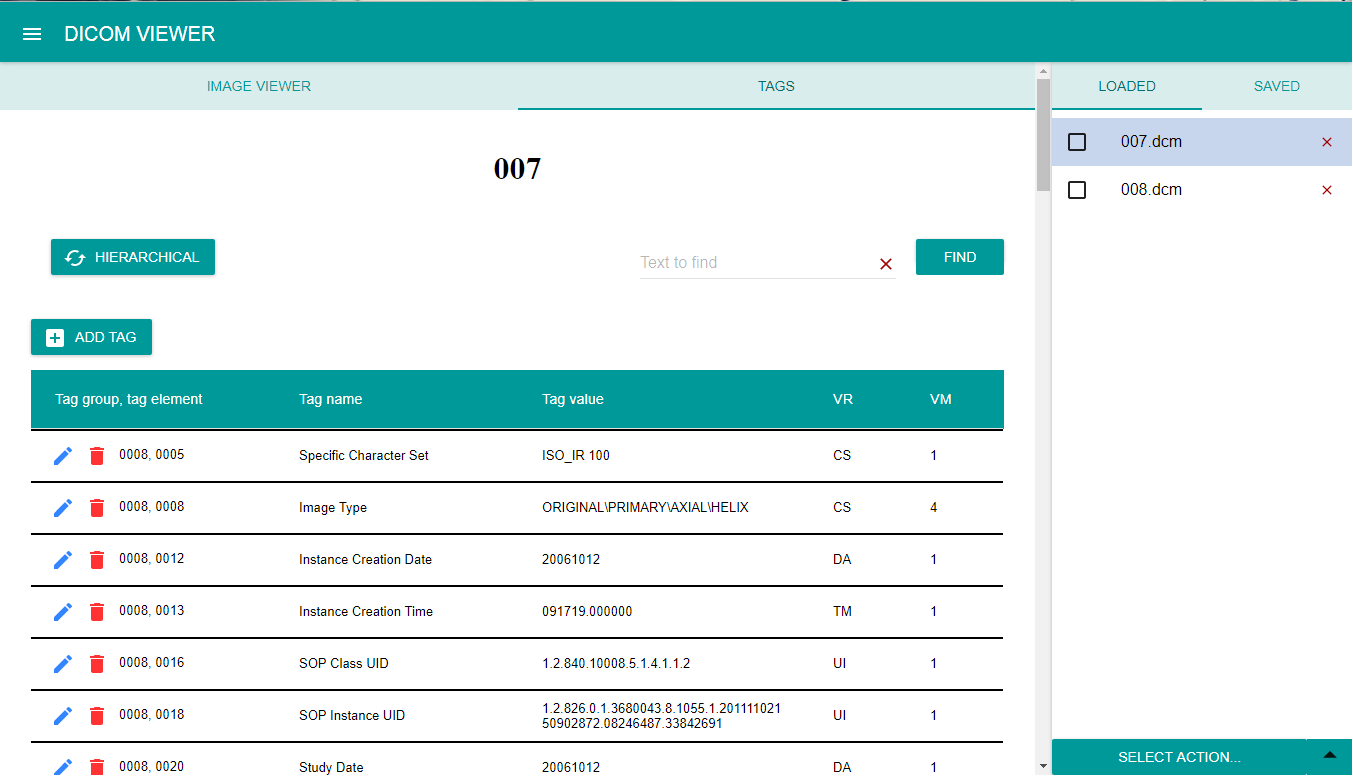 DICOM VIEWER
IMAGE VIEWER TAGS LOADED SAVED
007
007.dcm
008.dcm
HIERARCHICAL Text to find FIND
ADD TAG
Tag group, tag element Tag name Tag value VR VM
0008, 0005 Specific Character Set ISO_IR 100 CS 1
0008, 0008 Image Type ORIGINAL\PRIMARY\AXIAL\HELIX CS 4
0008, 0012 Instance Creation Date 20061012 DA 1
0008, 0013 Instance Creation Time 091719.000000 TM 1
0008, 0016 SOP Class UID 1.2.840.10008.5.1.4.1.1.2 UI 1
0008, 0018 SOP Instance UID 1.2.826.0.1.3680043.8.1055.1.201111021
50902872.08246487.33842691 UI 1
0008, 0020 Study Date 20061012 DA 1
SELECT ACTION...